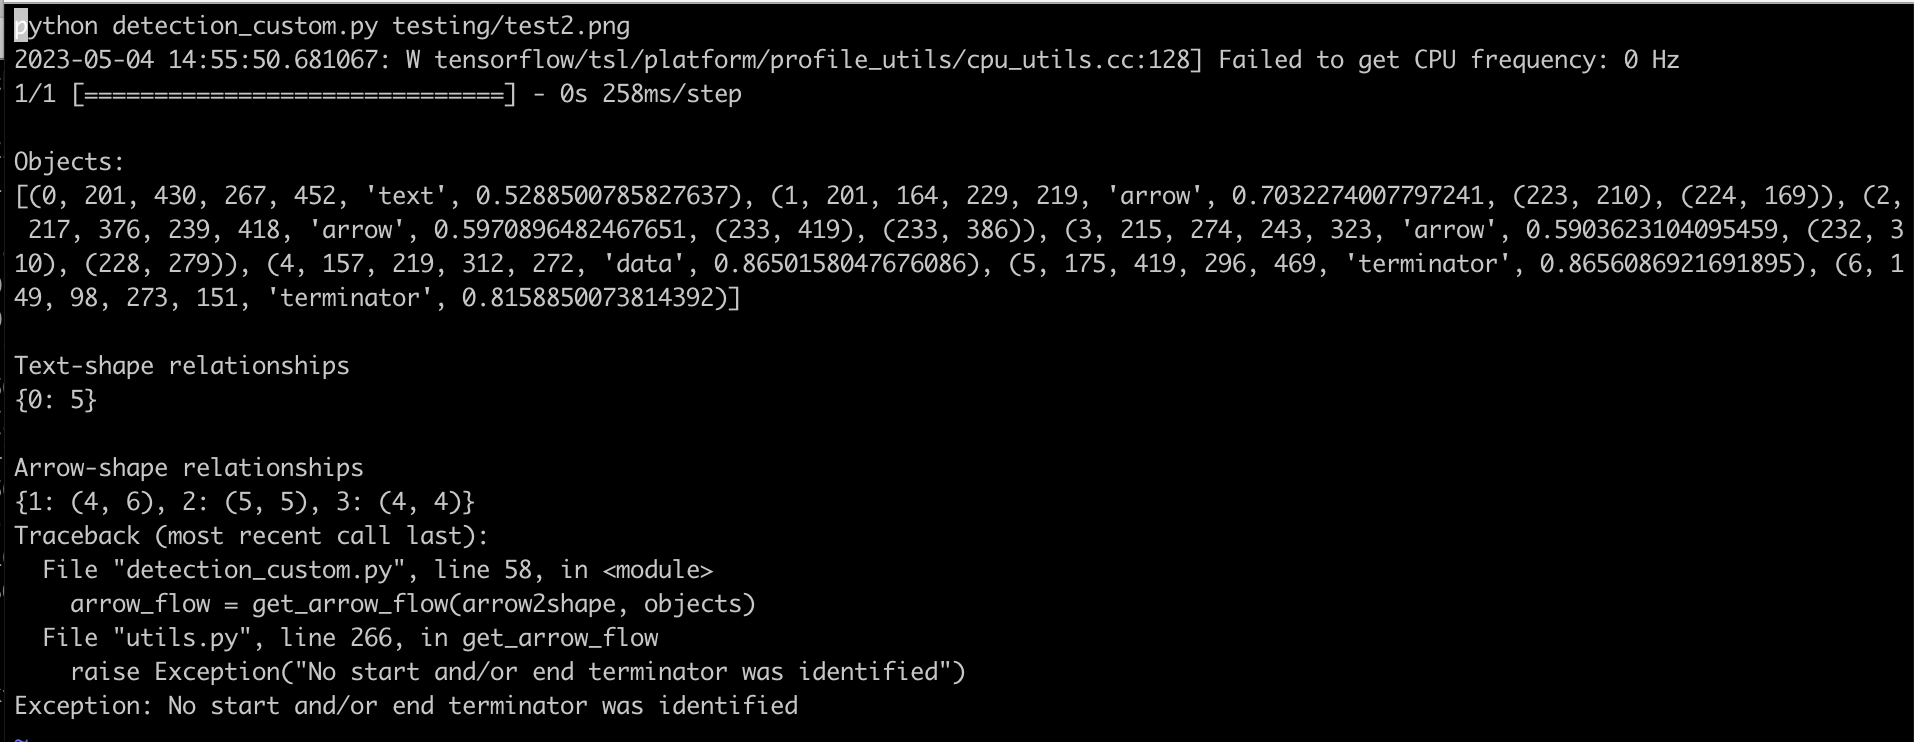 python detection_custom.py testing/test2.png
2023-05-04 14:55:50.681067: W tensorflow/tsl/platform/profile_utils/cpu_utils.cc:128] Failed to get CPU frequency: 0 Hz
1/1 [==============================] - 0s 258ms/step
Objects:
[(0, 201, 430, 267, 452, 'text', 0.5288500785827637), (1, 201, 164, 229, 219, 'arrow', 0.7032274007797241, (223, 210), (224, 169)), (2,
 217, 376, 239, 418, 'arrow', 0.5970896482467651, (233, 419), (233, 386)), (3, 215, 274, 243, 323, 'arrow', 0.5903623104095459, (232, 3
10), (228, 279)), (4, 157, 219, 312, 272, 'data', 0.8650158047676086), (5, 175, 419, 296, 469, 'terminator', 0.8656086921691895), (6, 1
49, 98, 273, 151, 'terminator', 0.8158850073814392)]
Text-shape relationships
{0: 5}
Arrow-shape relationships
{1: (4, 6), 2: (5, 5), 3: (4, 4)}
Traceback (most recent call last):
  File "detection_custom.py", line 58, in <module>
    arrow_flow = get_arrow_flow(arrow2shape, objects)
  File "utils.py", line 266, in get_arrow_flow
    raise Exception("No start and/or end terminator was identified")
Exception: No start and/or end terminator was identified
~